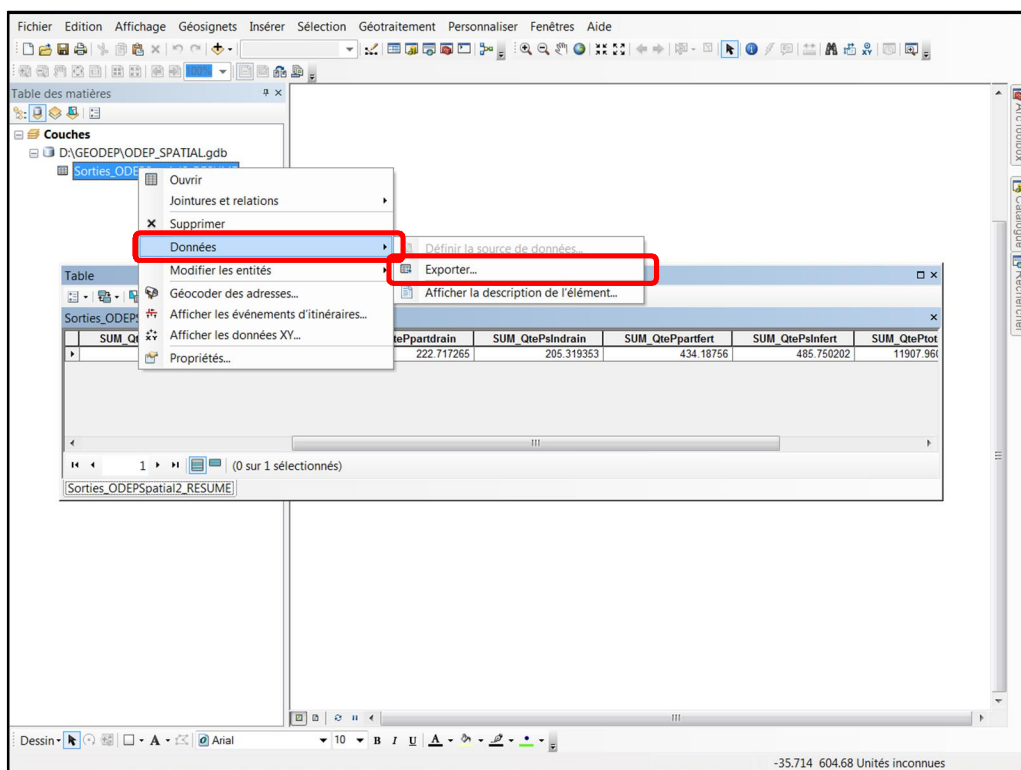 Fichier Edition Affichage Géosignets Insérer Sélection Géotraitement Personnaliser Fenêtres Aide
100%
Table des matières
Couches
D:\GEODEP\ODEP_SPATIAL.gdb
Sorties_ODEPSpatial2_RESUME
Ouvrir
Jointures et relations
Supprimer
Données
Définir la source de données...
Modifier les entités
Exporter...
Géocoder des adresses...
Afficher la description de l'élément...
Afficher les événements d'itinéraires...
Afficher les données XY...
Propriétés...
Table
Sorties_ODEPS
SUM_Qt tePpartdrain SUM_QtePsIndrain SUM_QtePpartfert SUM_QtePsInfert SUM_QtePtot
222.717265 205.319353 434.18756 485.750202 11907.960
1 (0 sur 1 sélectionnés)
Sorties_ODEPSpatial2_RESUME
ArcToolbox
Catalogue
Rechercher
Dessin A Arial 10 B I U A
-35.714 604.68 Unités inconnues